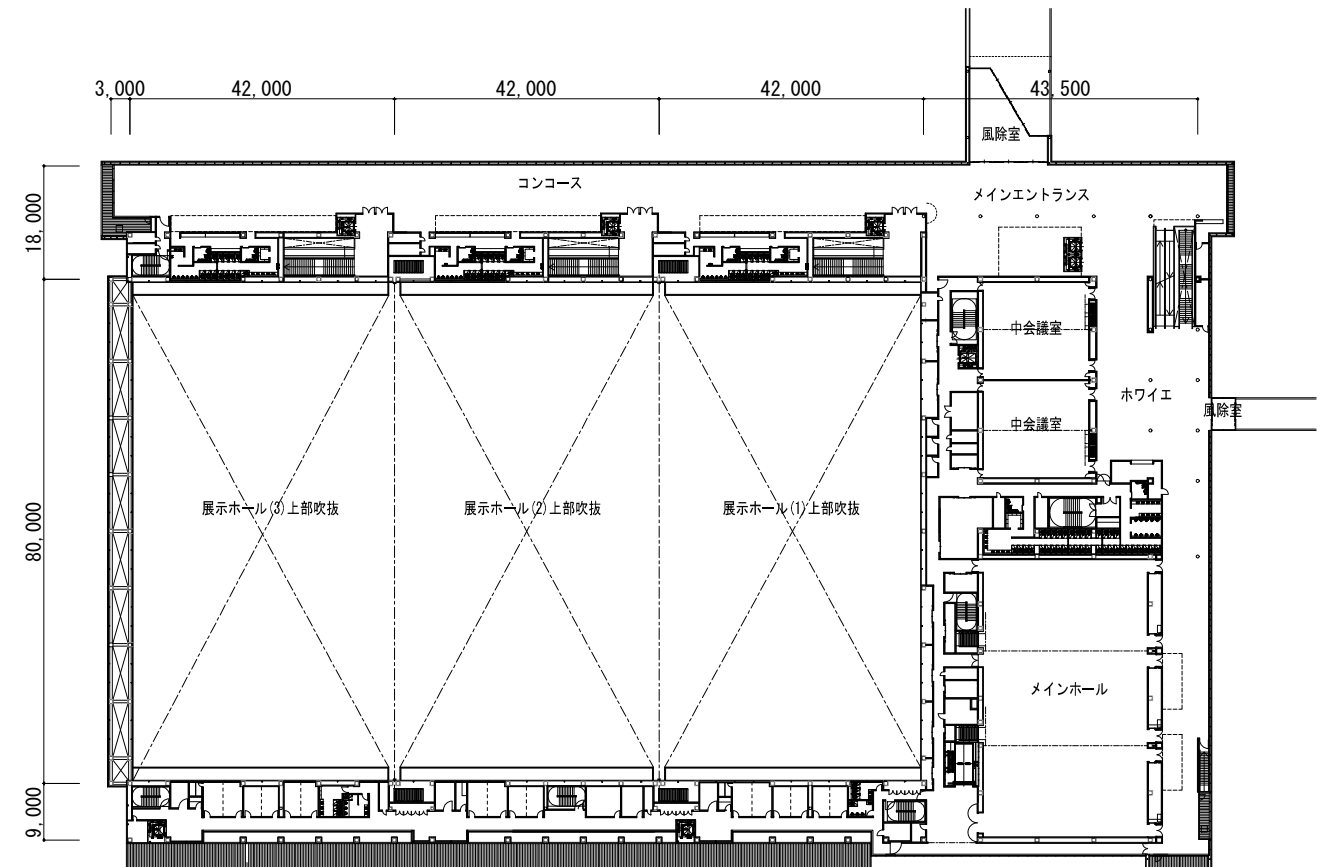 3,000
42,000
42,000
42,000
43,500
風除室
コンコース
メインエントランス
18,000
中会議室
ホワイエ
風除室
中会議室
展示ホール(3)上部吹抜
展示ホール(2)上部吹抜
展示ホール(1)上部吹抜
80,000
メインホール
9,000